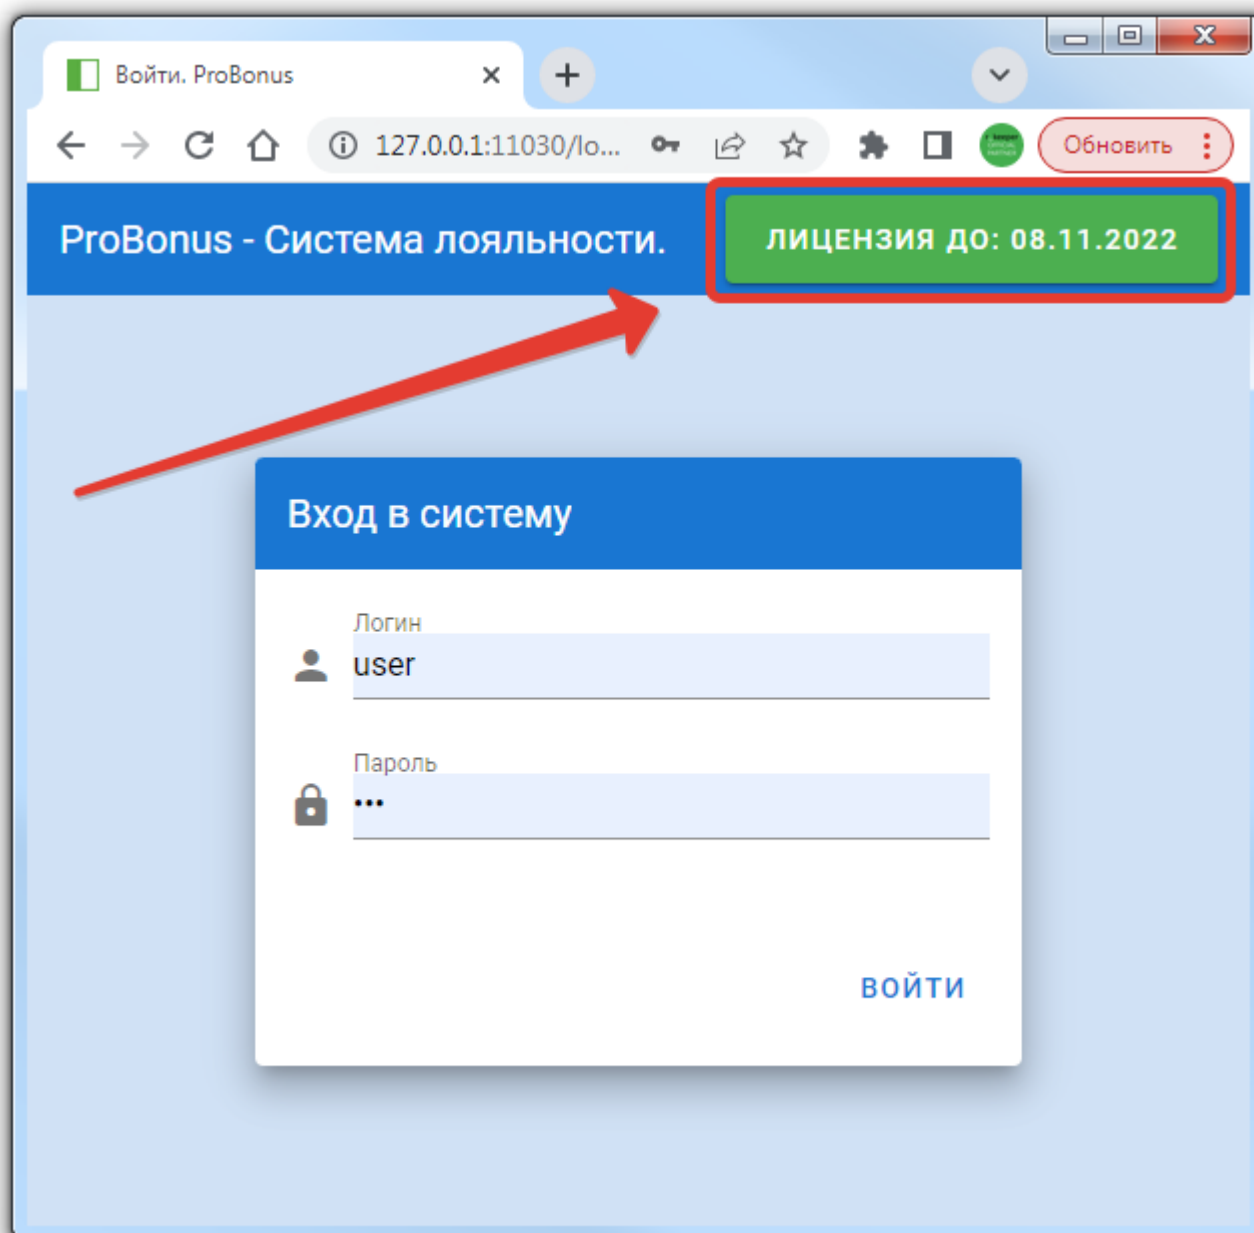 Войти. ProBonus
127.0.0.1:11030/lo...
Обновить
ProBonus - Система лояльности.
ЛИЦЕНЗИЯ ДО: 08.11.2022
Вход в систему
Логин
user
Пароль
•••
ВОЙТИ